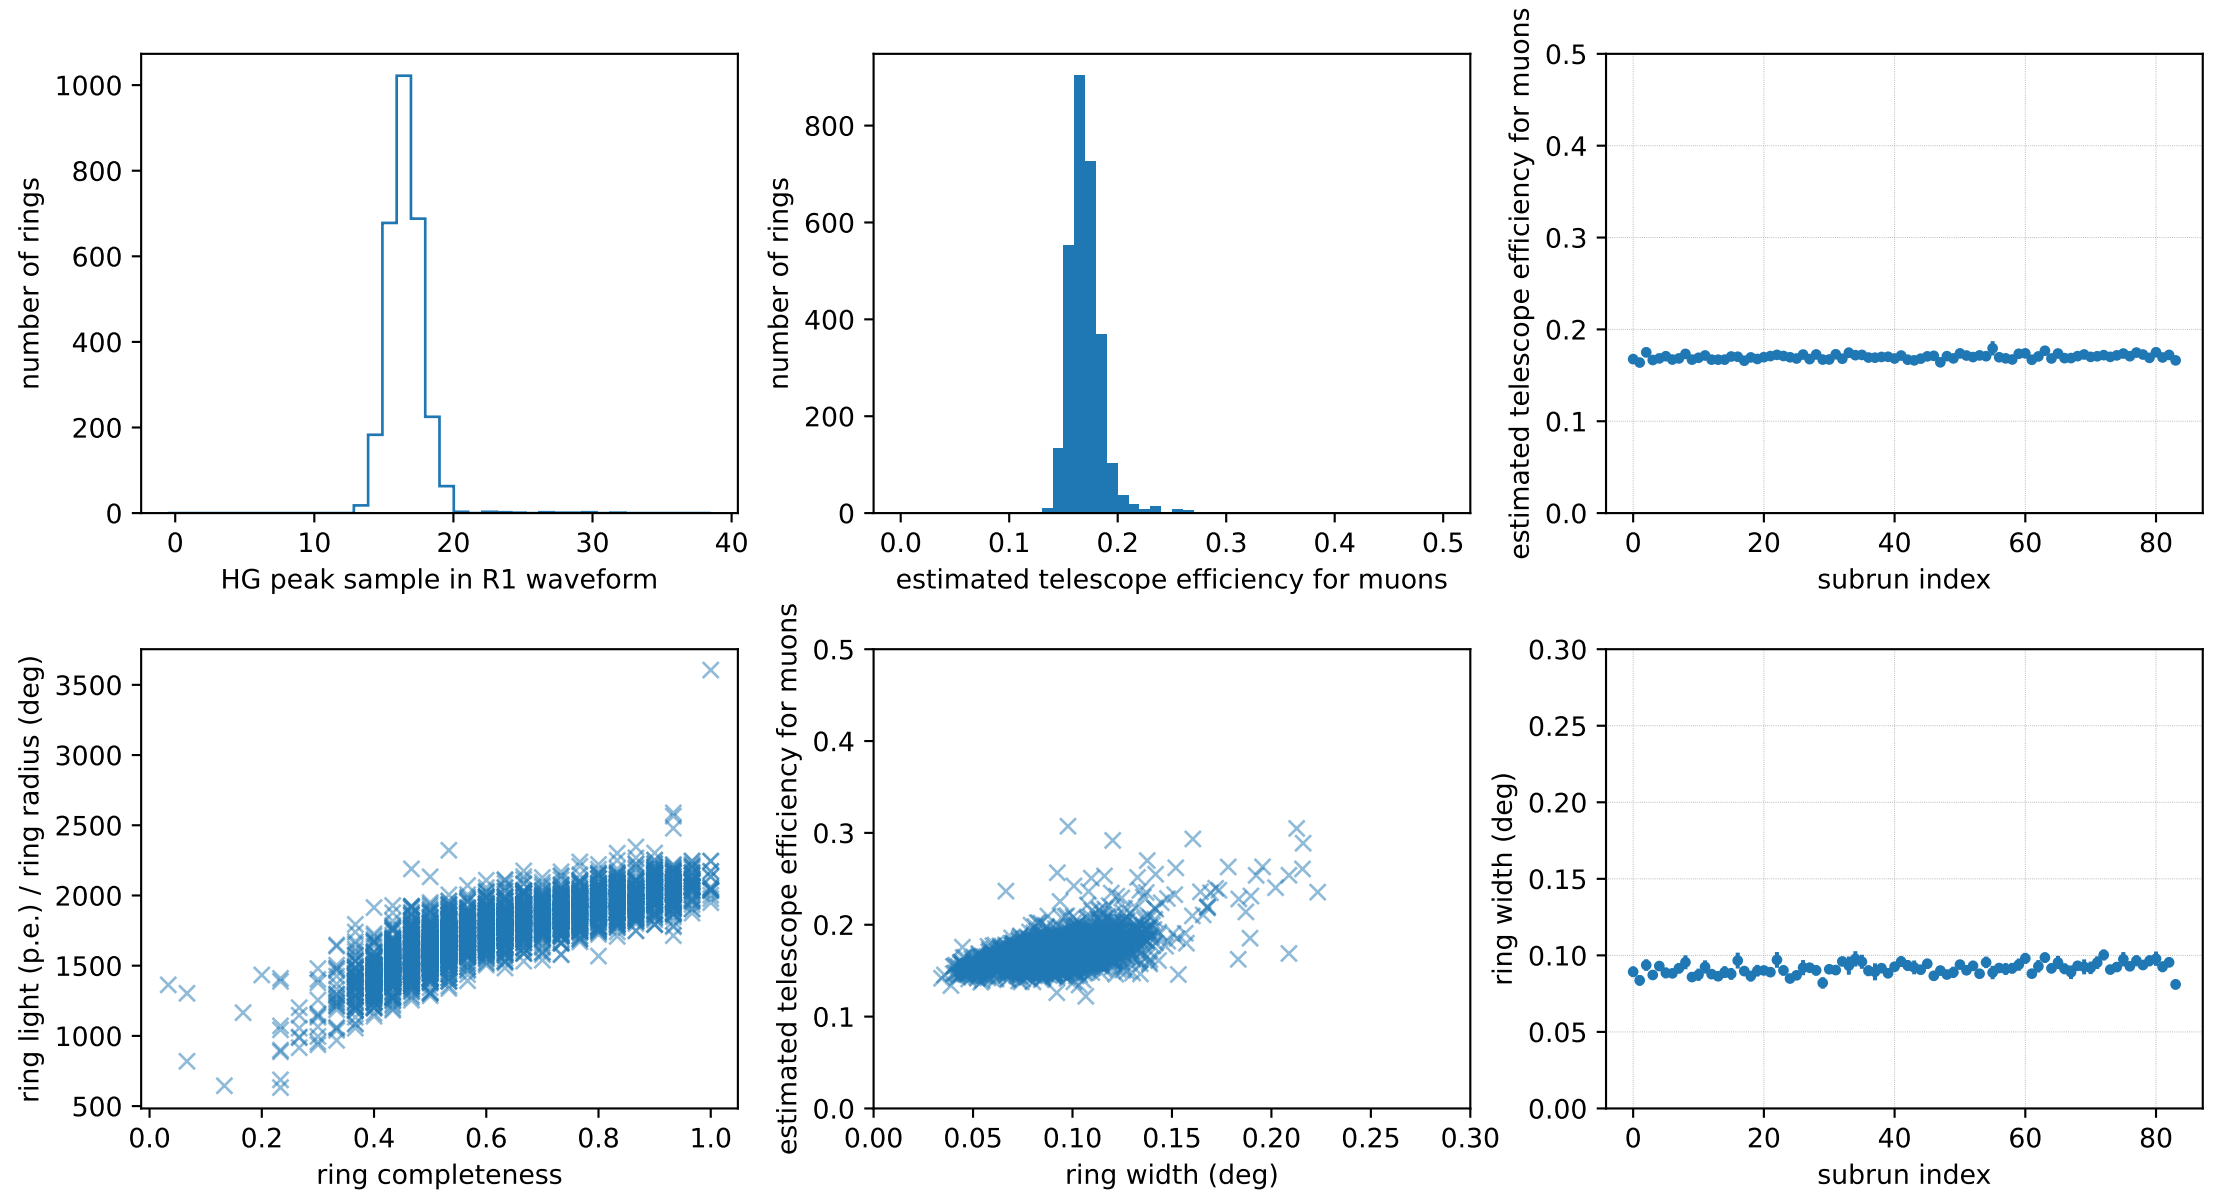 1000
800
600
400
200
0
number of rings
0 10 20 30 40
HG peak sample in R1 waveform
800
600
400
200
0
number of rings
0.0 0.1 0.2 0.3 0.4 0.5
estimated telescope efficiency for muons
0.5
0.4
0.3
0.2
0.1
0.0
estimated telescope efficiency for muons
0 20 40 60 80
subrun index
3500
3000
2500
2000
1500
1000
500
ring light (p.e.) / ring radius (deg)
0.0 0.2 0.4 0.6 0.8 1.0
ring completeness
0.5
0.4
0.3
0.2
0.1
0.0
estimated telescope efficiency for muons
0.00 0.05 0.10 0.15 0.20 0.25 0.30
ring width (deg)
0.30
0.25
0.20
0.15
0.10
0.05
0.00
ring width (deg)
0 20 40 60 80
subrun index